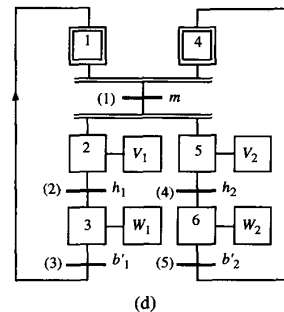 1 4
(1) m
2 V₁ 5 V₂
(2) h₁ (4) h₂
3 W₁ 6 W₂
(3) b'₁ (5) b'₂
(d)